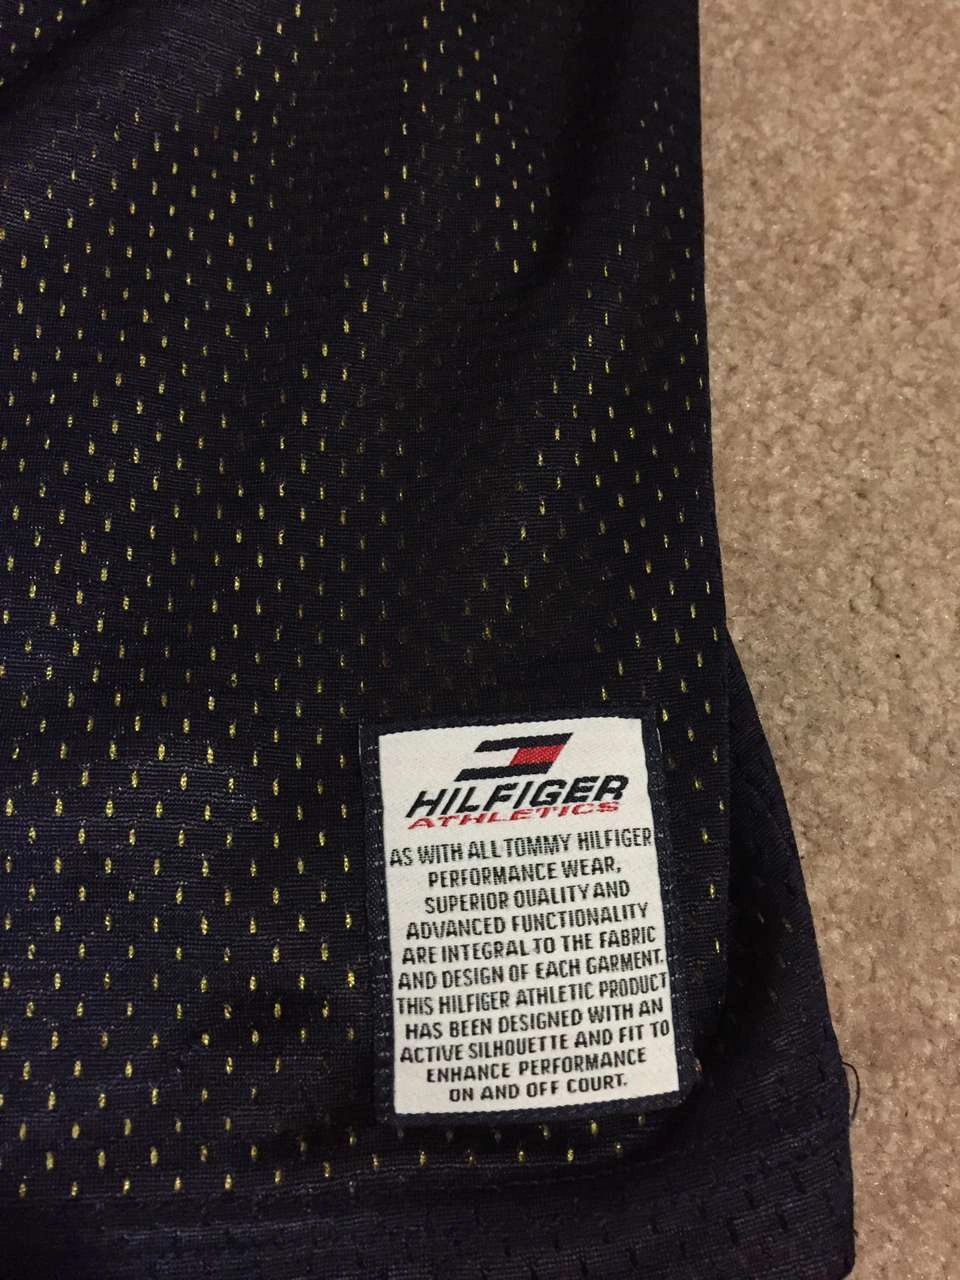 HILFIGER
ATHLETICS
AS WITH ALL TOMMY HILFIGER
PERFORMANCE WEAR,
SUPERIOR QUALITY AND
ADVANCED FUNCTIONALITY
ARE INTEGRAL TO THE FABRIC
AND DESIGN OF EACH GARMENT.
THIS HILFIGER ATHLETIC PRODUCT
HAS BEEN DESIGNED WITH AN
ACTIVE SILHOUETTE AND FIT TO
ENHANCE PERFORMANCE
ON AND OFF COURT.